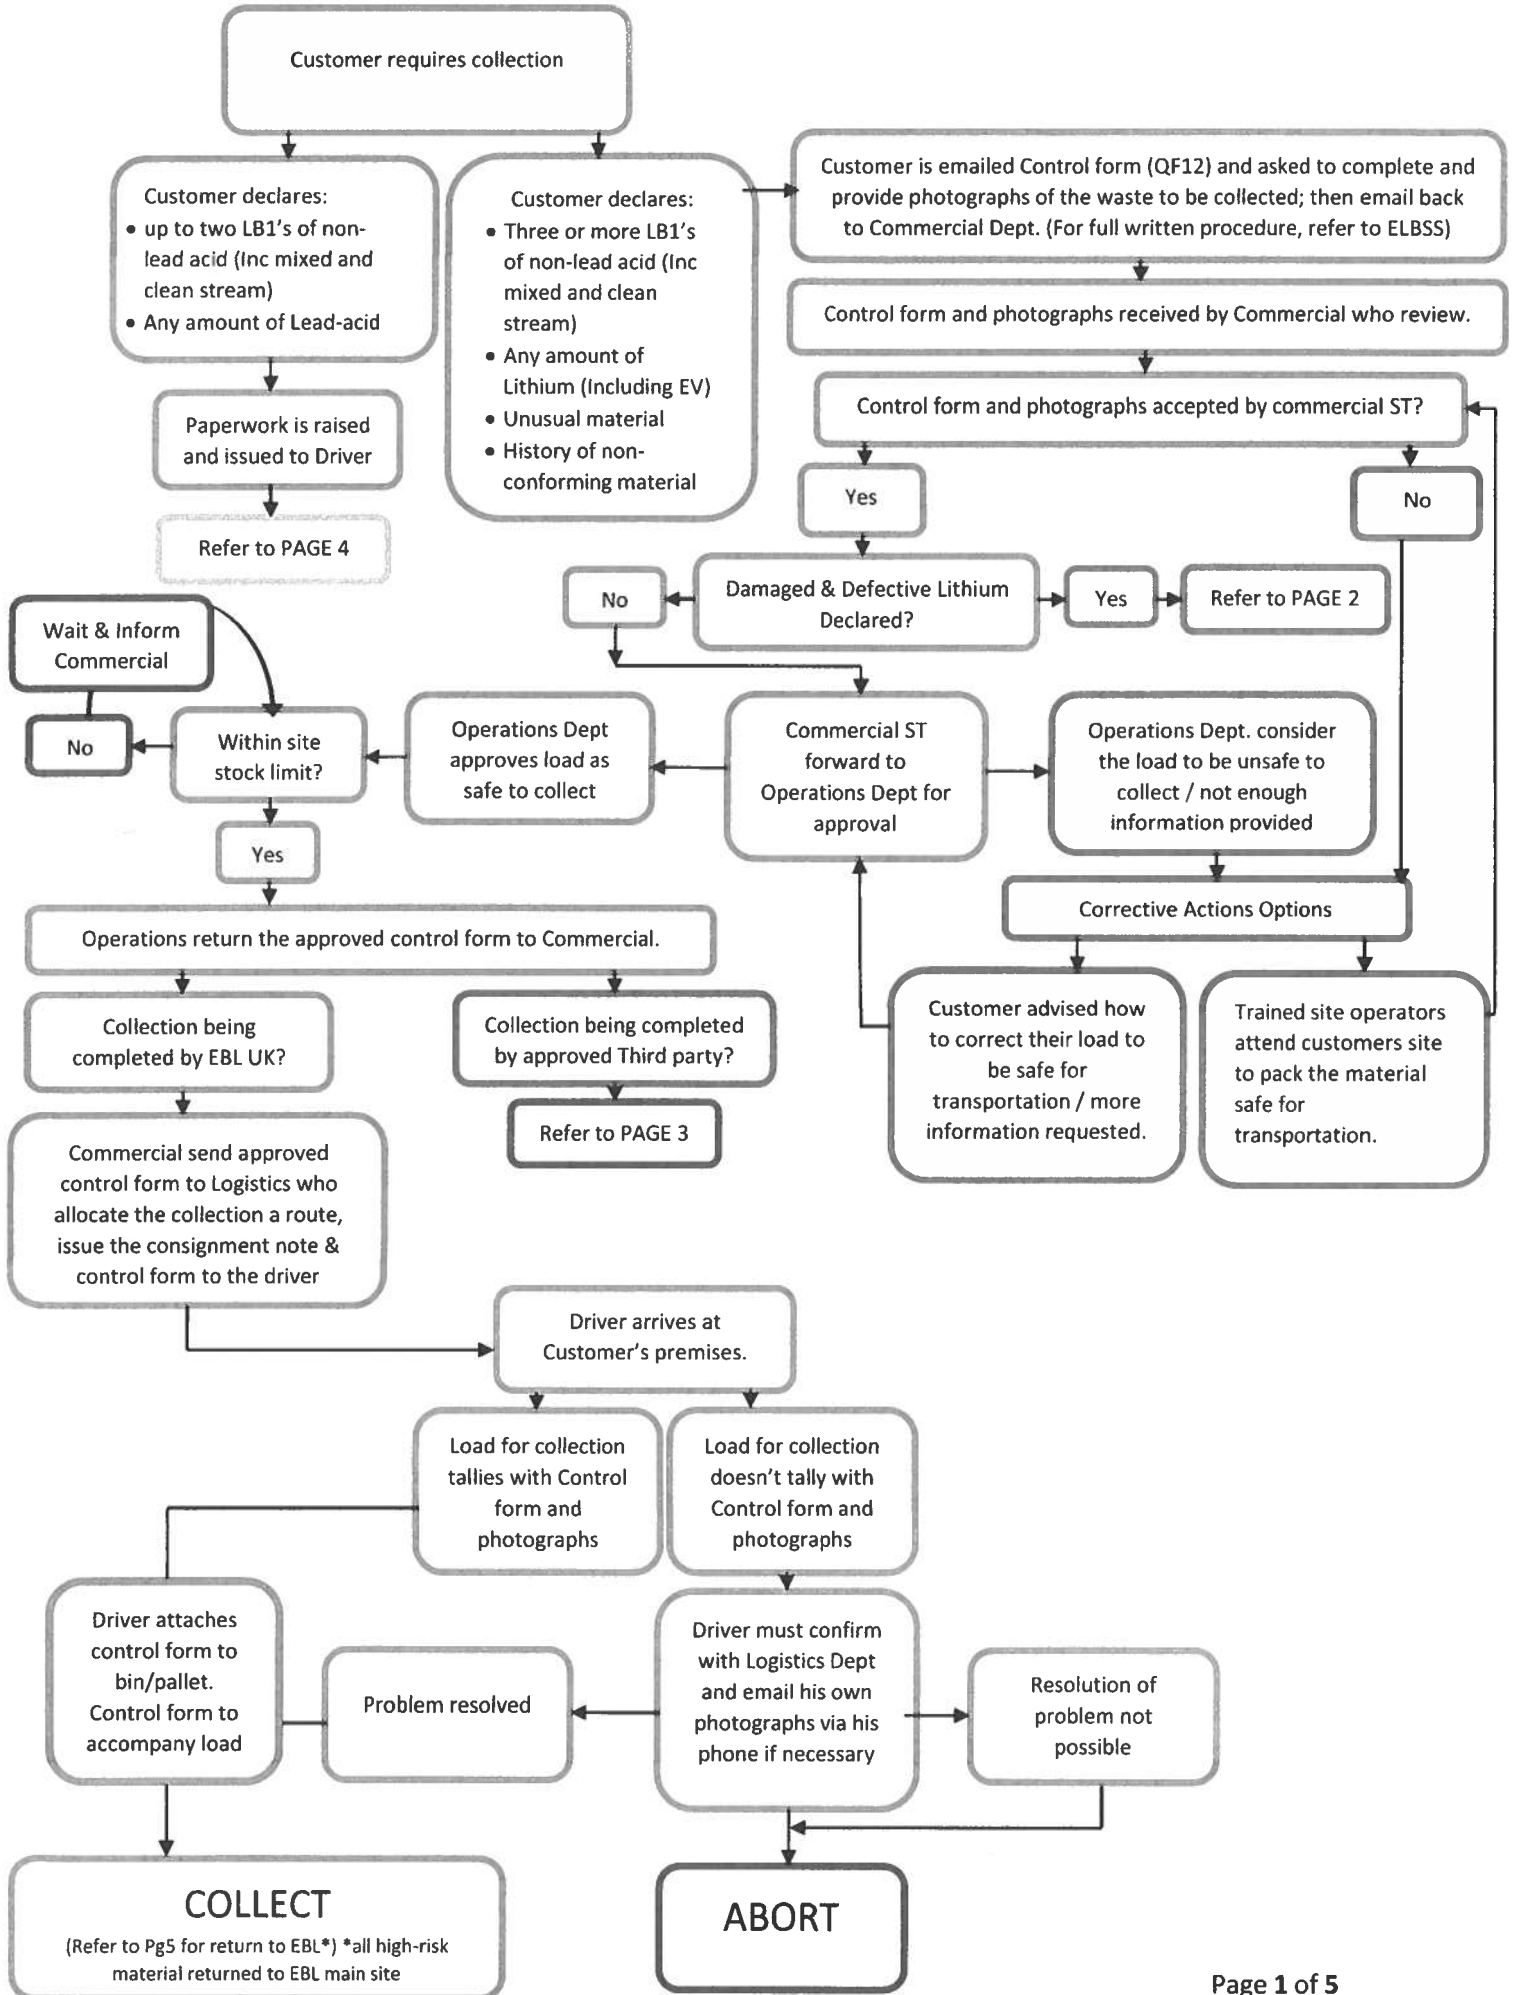 Customer requires collection
Customer declares:
• up to two LB1's of non-
lead acid (Inc mixed and
clean stream)
• Any amount of Lead-acid
Customer declares:
• Three or more LB1's
of non-lead acid (Inc
mixed and clean
stream)
• Any amount of
Lithium (Including EV)
• Unusual material
• History of non-
conforming material
Customer is emailed Control form (QF12) and asked to complete and
provide photographs of the waste to be collected; then email back
to Commercial Dept. (For full written procedure, refer to ELBSS)
Control form and photographs received by Commercial who review.
Control form and photographs accepted by commercial ST?
Paperwork is raised
and issued to Driver
Refer to PAGE 4
Yes
No
Damaged & Defective Lithium
Declared?
No
Yes
Refer to PAGE 2
Wait & Inform
Commercial
No
Within site
stock limit?
Operations Dept
approves load as
safe to collect
Commercial ST
forward to
Operations Dept for
approval
Operations Dept. consider
the load to be unsafe to
collect / not enough
information provided
Yes
Corrective Actions Options
Operations return the approved control form to Commercial.
Collection being
completed by EBL UK?
Collection being completed
by approved Third party?
Refer to PAGE 3
Customer advised how
to correct their load to
be safe for
transportation / more
information requested.
Trained site operators
attend customers site
to pack the material
safe for
transportation.
Commercial send approved
control form to Logistics who
allocate the collection a route,
issue the consignment note &
control form to the driver
Driver arrives at
Customer's premises.
Load for collection
tallies with Control
form and
photographs
Load for collection
doesn't tally with
Control form and
photographs
Driver attaches
control form to
bin/pallet.
Control form to
accompany load
Problem resolved
Driver must confirm
with Logistics Dept
and email his own
photographs via his
phone if necessary
Resolution of
problem not
possible
COLLECT
(Refer to Pg5 for return to EBL*) *all high-risk
material returned to EBL main site
ABORT
Page 1 of 5